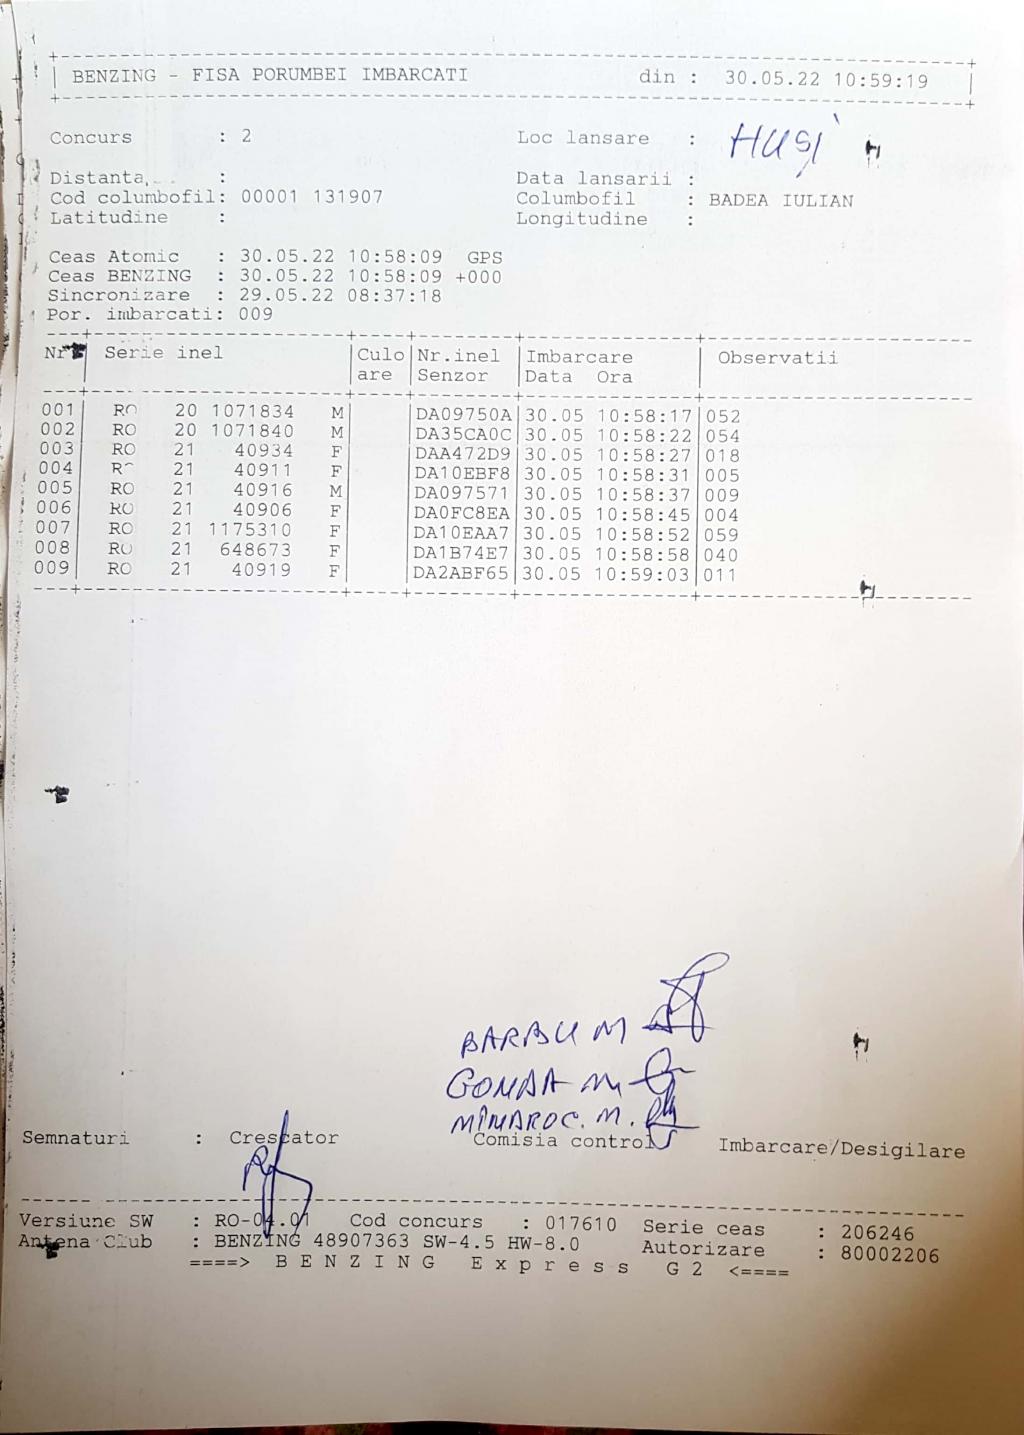 BENZING - FISA PORUMBEI IMBARCATI din : 30.05.22 10:59:19
Concurs : 2 Loc lansare : Huși
Distanta : Data lansarii :
Cod columbofil: 00001 131907 Columbofil : BADEA IULIAN
Latitudine : Longitudine :
Ceas Atomic : 30.05.22 10:58:09 GPS
Ceas BENZING : 30.05.22 10:58:09 +000
Sincronizare : 29.05.22 08:37:18
Por. imbarcati: 009
Nr Serie inel Culo Nr.inel Imbarcare Observatii
are Senzor Data Ora
001 RO 20 1071834 M DA09750A 30.05 10:58:17 052
002 RO 20 1071840 M DA35CA0C 30.05 10:58:22 054
003 RO 21 40934 F DAA472D9 30.05 10:58:27 018
004 R 21 40911 F DA10EBF8 30.05 10:58:31 005
005 RO 21 40916 M DA097571 30.05 10:58:37 009
006 RO 21 40906 F DA0FC8EA 30.05 10:58:45 004
007 RO 21 1175310 F DA10EAA7 30.05 10:58:52 059
008 RO 21 648673 F DA1B74E7 30.05 10:58:58 040
009 RO 21 40919 F DA2ABF65 30.05 10:59:03 011
BARBU M
GOMBA M.
MINAROC. M.
Semnaturi : Crescator Comisia control Imbarcare/Desigilare
Versiune SW : RO-04.01 Cod concurs : 017610 Serie ceas : 206246
Antena Club : BENZING 48907363 SW-4.5 HW-8.0 Autorizare : 80002206
====> B E N Z I N G E x p r e s s G 2 <====